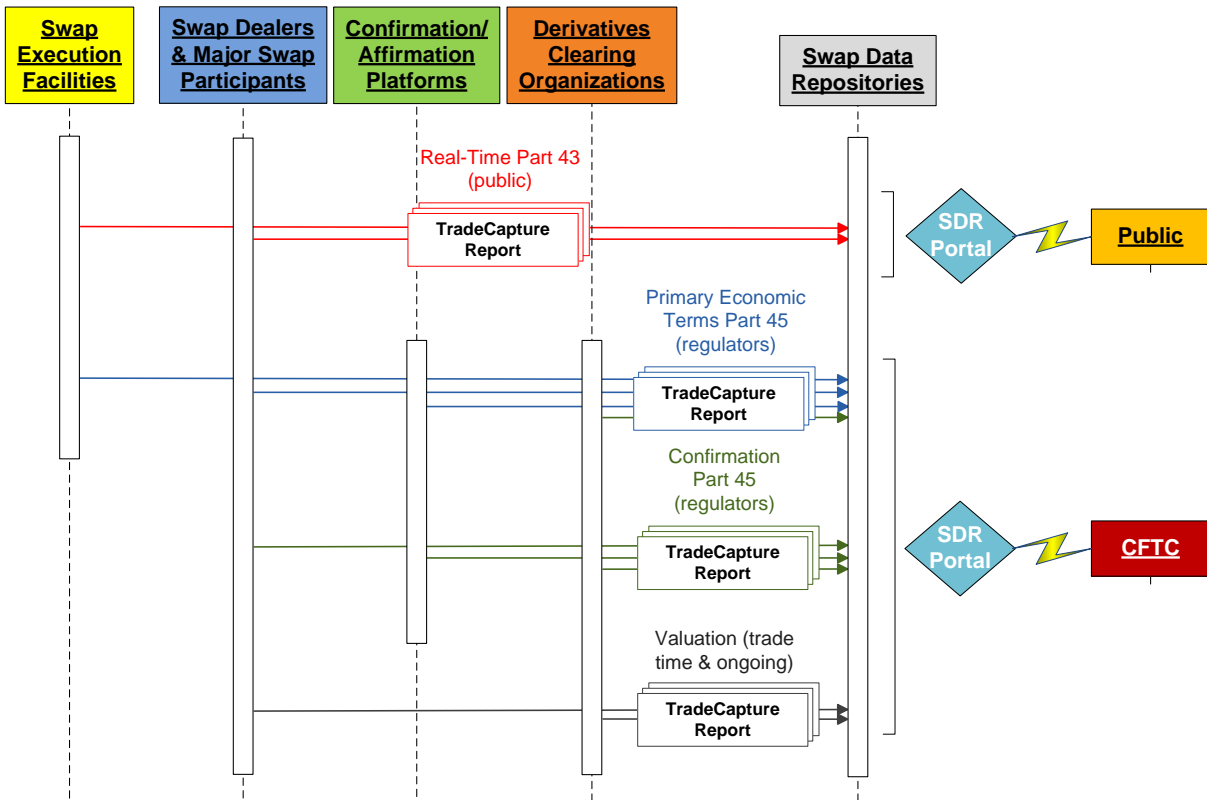 Swap
Execution
Facilities
Swap Dealers
& Major Swap
Participants
Confirmation/
Affirmation
Platforms
Derivatives
Clearing
Organizations
Swap Data
Repositories
Real-Time Part 43
(public)
TradeCapture
Report
SDR
Portal
Public
Primary Economic
Terms Part 45
(regulators)
TradeCapture
Report
Confirmation
Part 45
(regulators)
TradeCapture
Report
SDR
Portal
CFTC
Valuation (trade
time & ongoing)
TradeCapture
Report